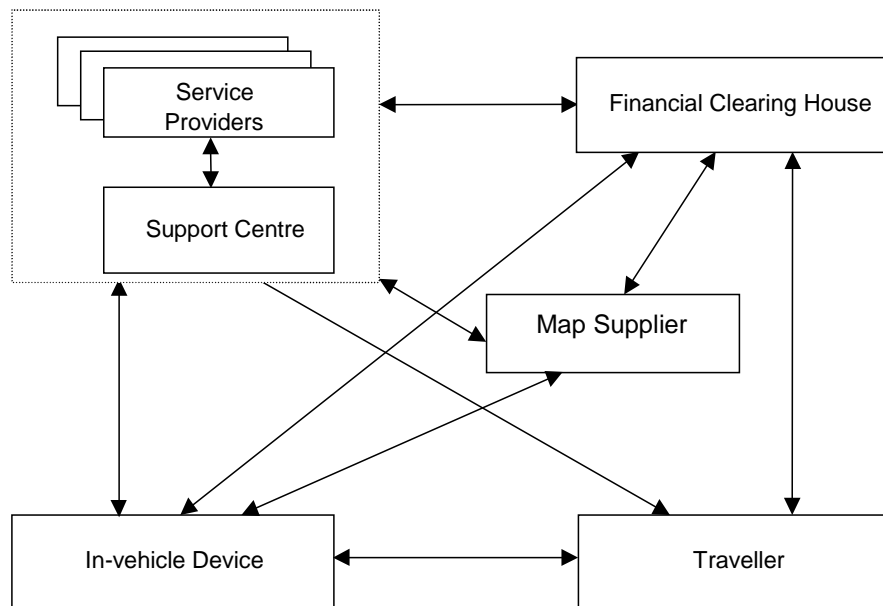 Service
Providers
Financial Clearing House
Support Centre
Map Supplier
In-vehicle Device
Traveller